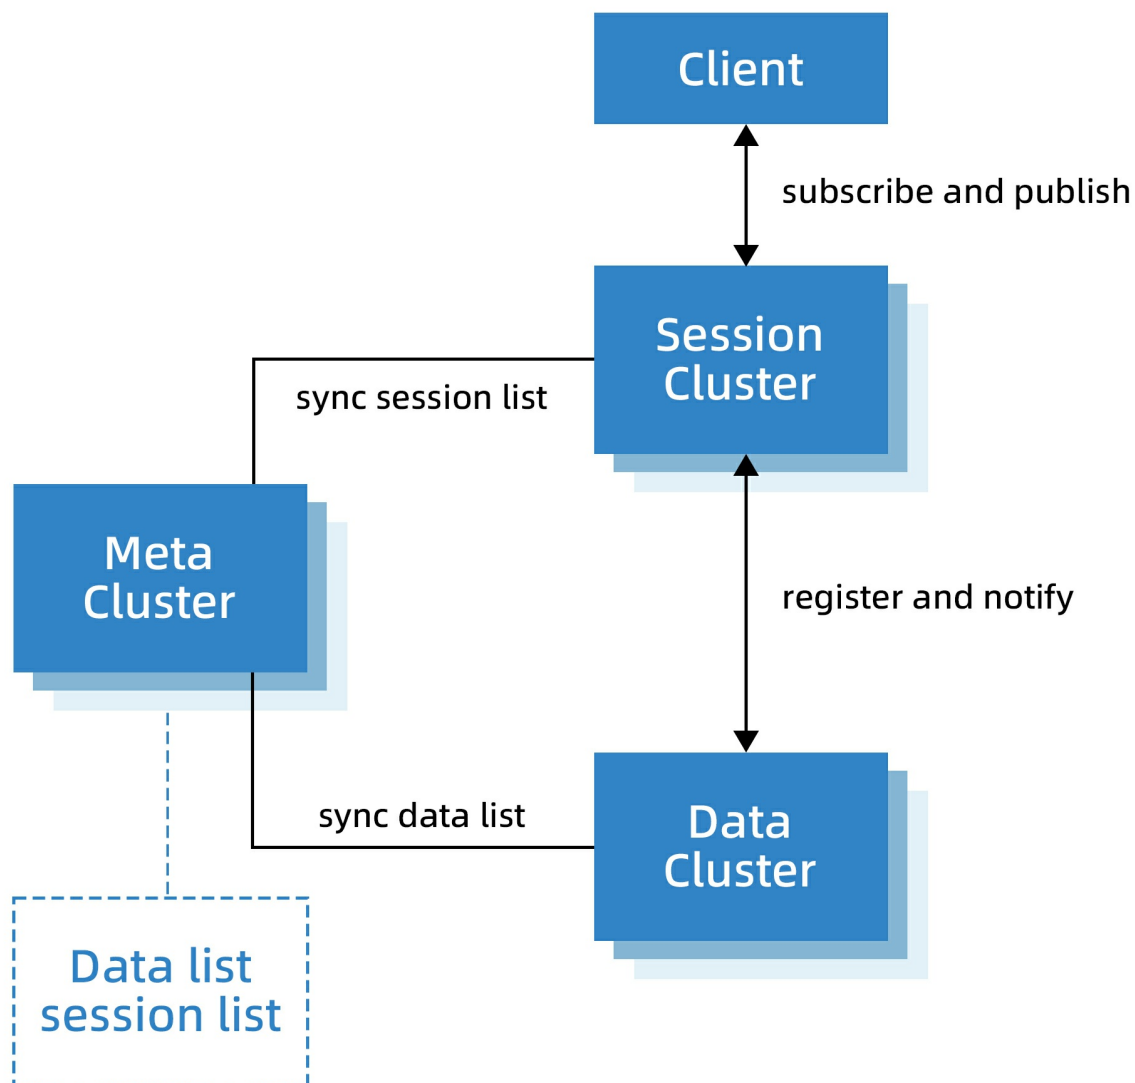 Client
subscribe and publish
Session
Cluster
sync session list
Meta
Cluster
register and notify
sync data list
Data
Cluster
Data list
session list